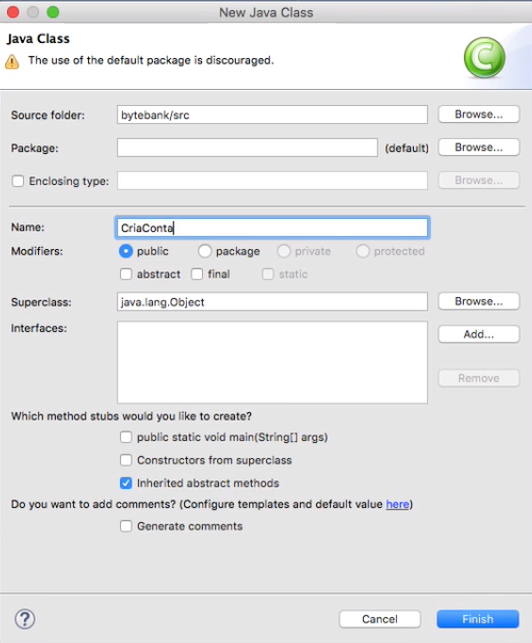 New Java Class
Java Class
The use of the default package is discouraged.
C
Source folder: bytebank/src Browse...
Package: (default) Browse...
Enclosing type: Browse...
Name: CriaConta
Modifiers: public package private protected
abstract final static
Superclass: java.lang.Object Browse...
Interfaces: Add...
Remove
Which method stubs would you like to create?
public static void main(String[] args)
Constructors from superclass
Inherited abstract methods
Do you want to add comments? (Configure templates and default value here)
Generate comments
? Cancel Finish